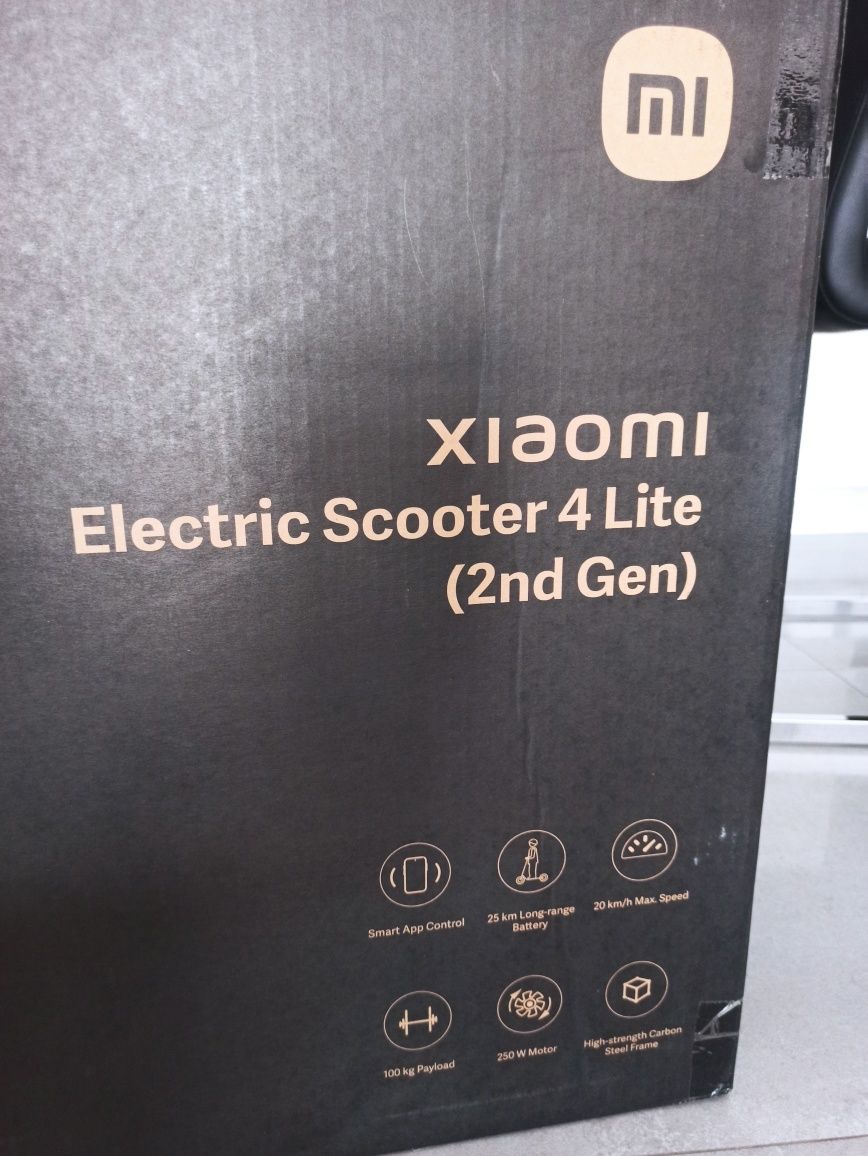 mi
xiaomi
Electric Scooter 4 Lite
(2nd Gen)
Smart App Control
25 km Long-range
Battery
20 km/h Max. Speed
100 kg Payload
250 W Motor
High-strength Carbon
Steel Frame